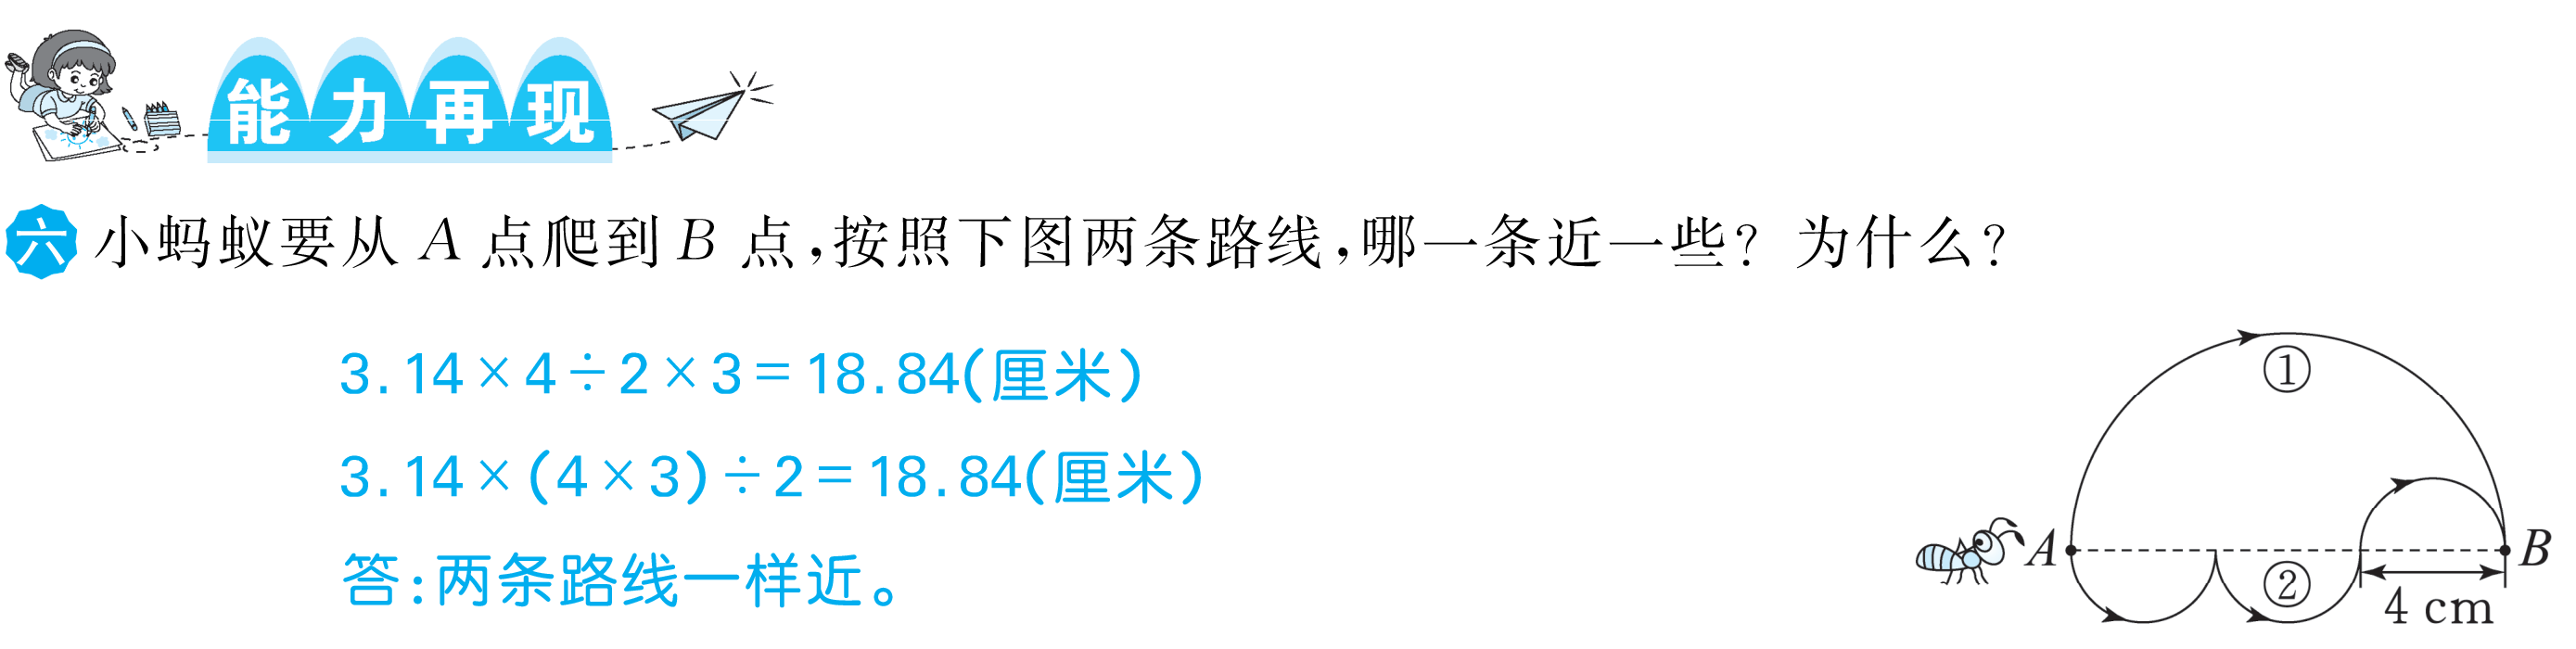 能力再现
六 小蚂蚁要从 A 点爬到 B 点,按照下图两条路线,哪一条近一些? 为什么?
3.14×4÷2×3=18.84(厘米)
3.14×(4×3)÷2=18.84(厘米)
答:两条路线一样近。
①
A
B
②
4 cm